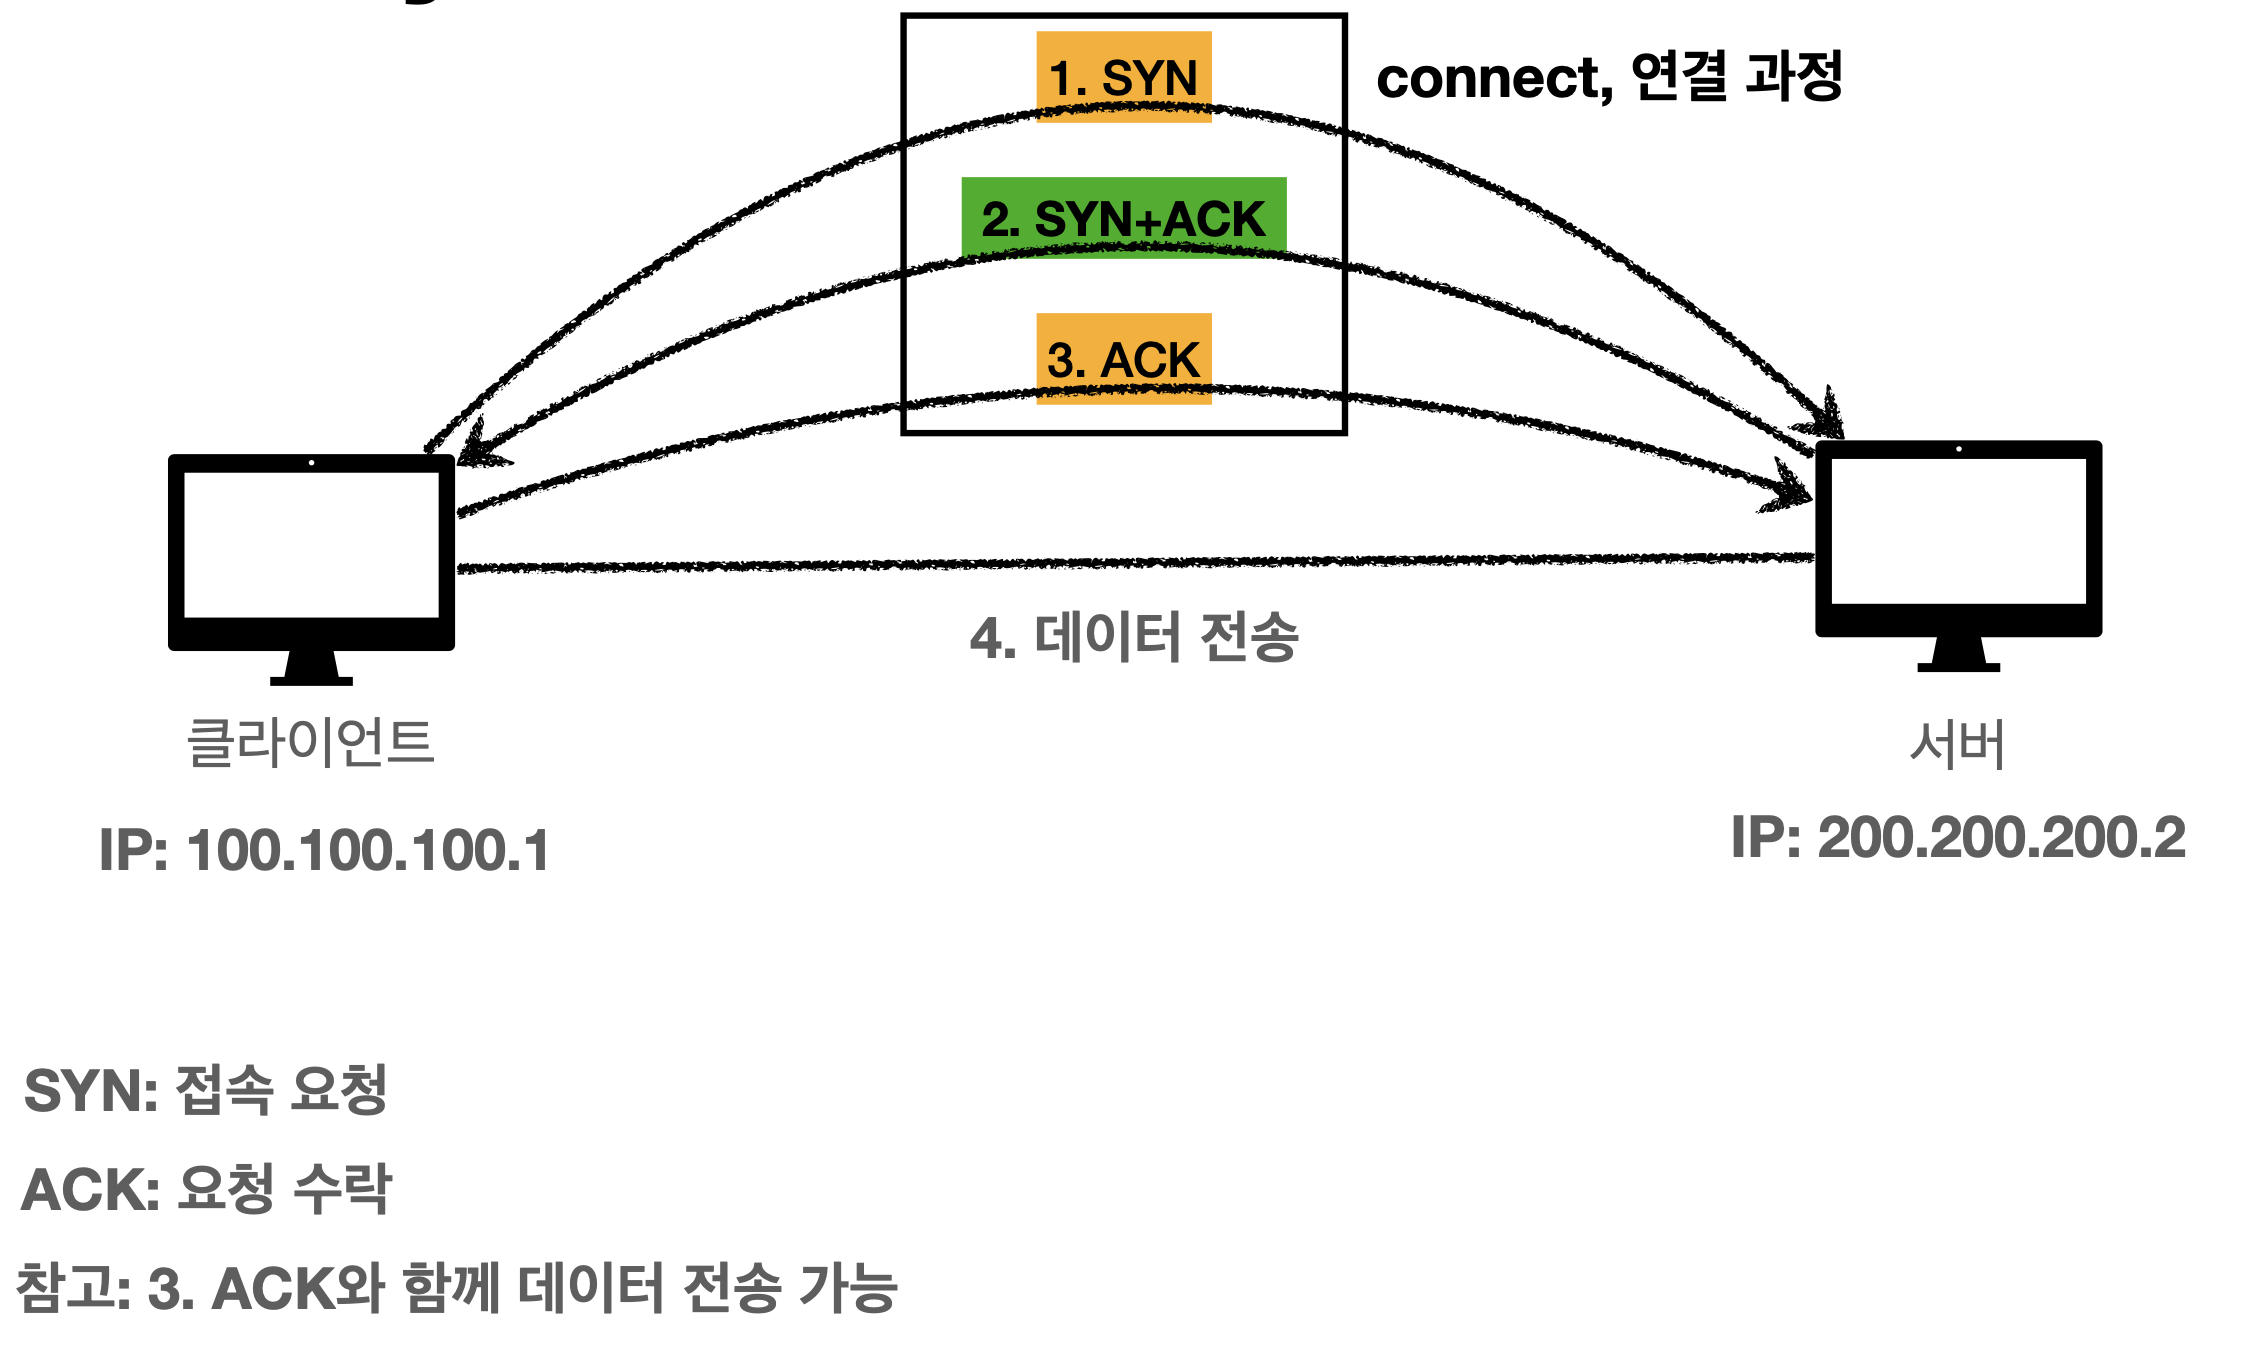 1. SYN
connect, 연결 과정
2. SYN+ACK
3. ACK
4. 데이터 전송
클라이언트
서버
IP: 100.100.100.1
IP: 200.200.200.2
SYN: 접속 요청
ACK: 요청 수락
참고: 3. ACK와 함께 데이터 전송 가능